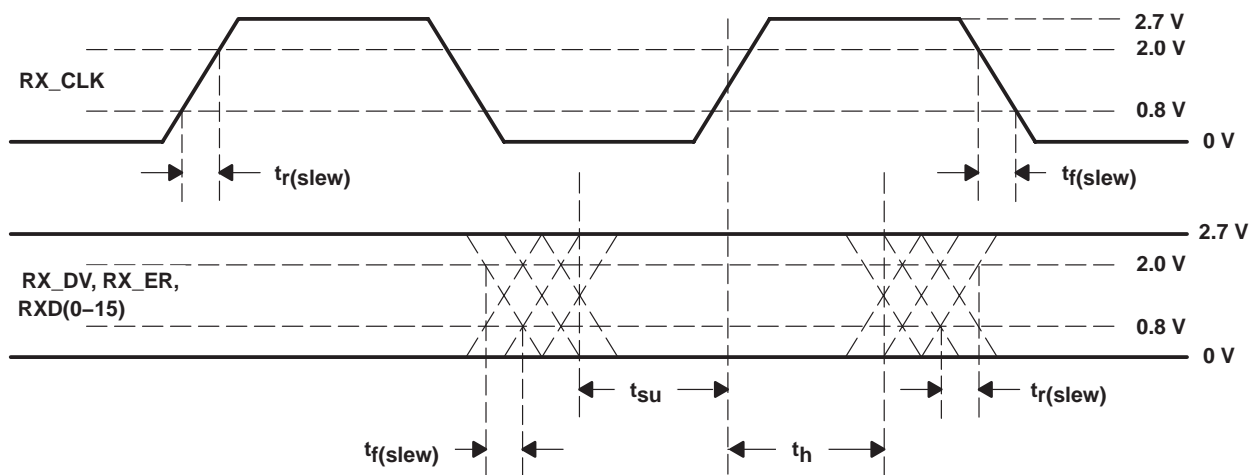 2.7 V
2.0 V
RX_CLK
0.8 V
0 V
tr(slew)
tf(slew)
2.7 V
RX_DV, RX_ER,
RXD(0–15)
2.0 V
0.8 V
0 V
tsu
tr(slew)
tf(slew)
th